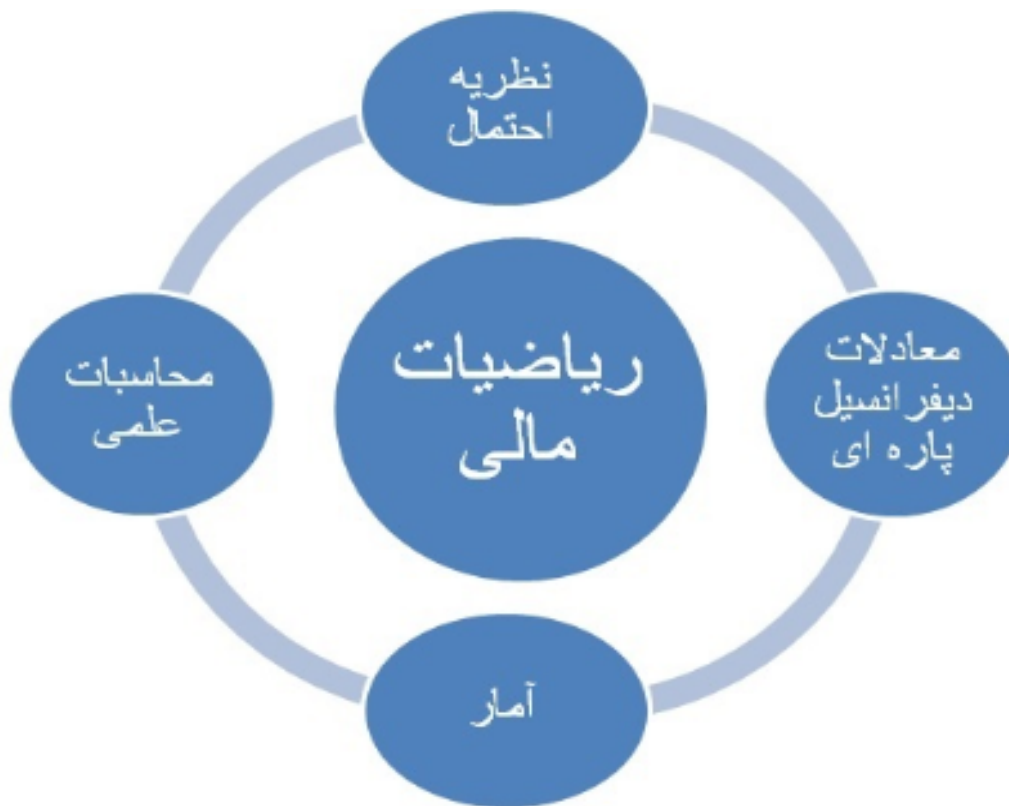 نظریه
احتمال
معادلات
دیفرانسیل
پاره ای
ریاضیات
مالی
محاسبات
علمی
آمار